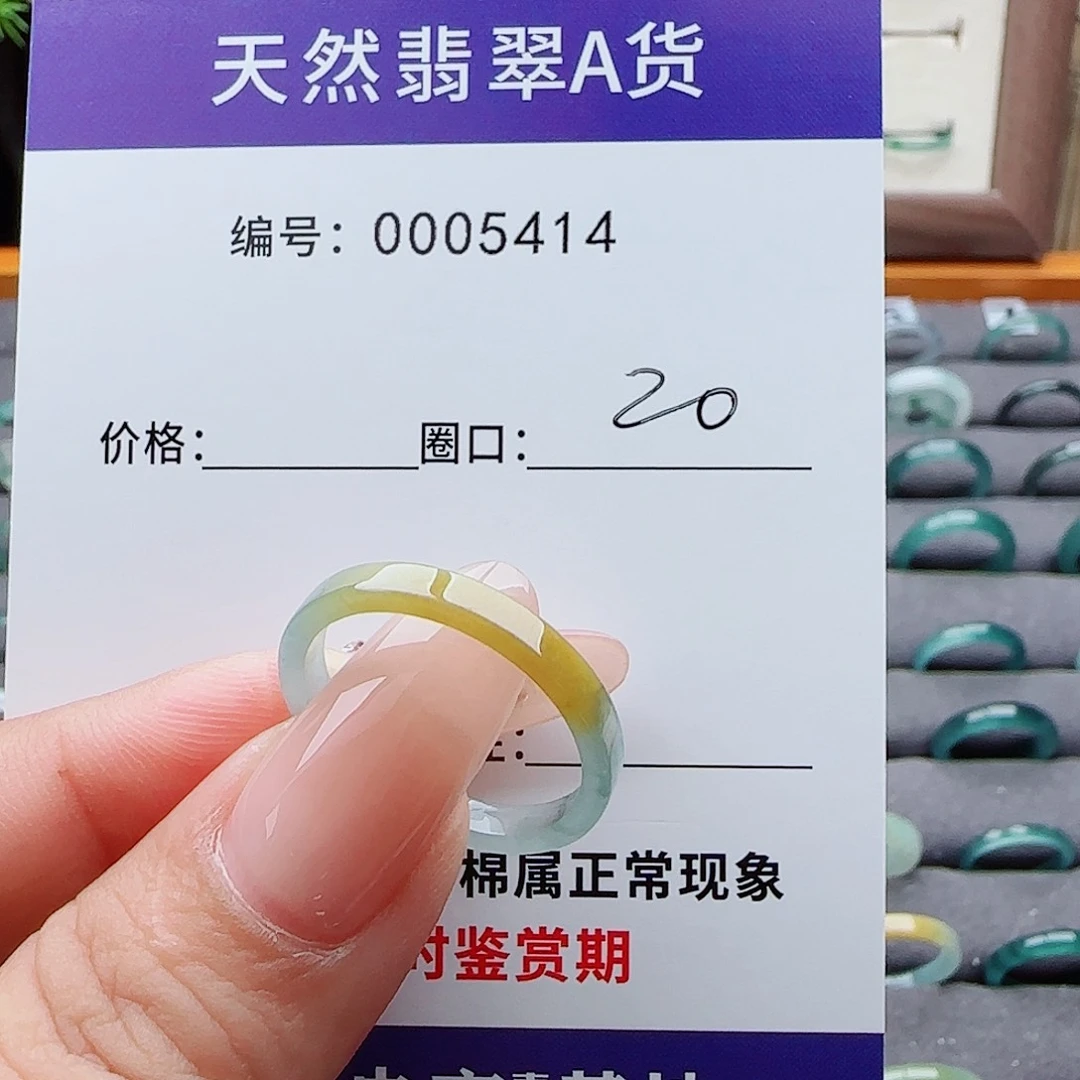 天然翡翠A货
编号：0005414
价格： 圈口：20
棉属正常现象
时鉴赏期